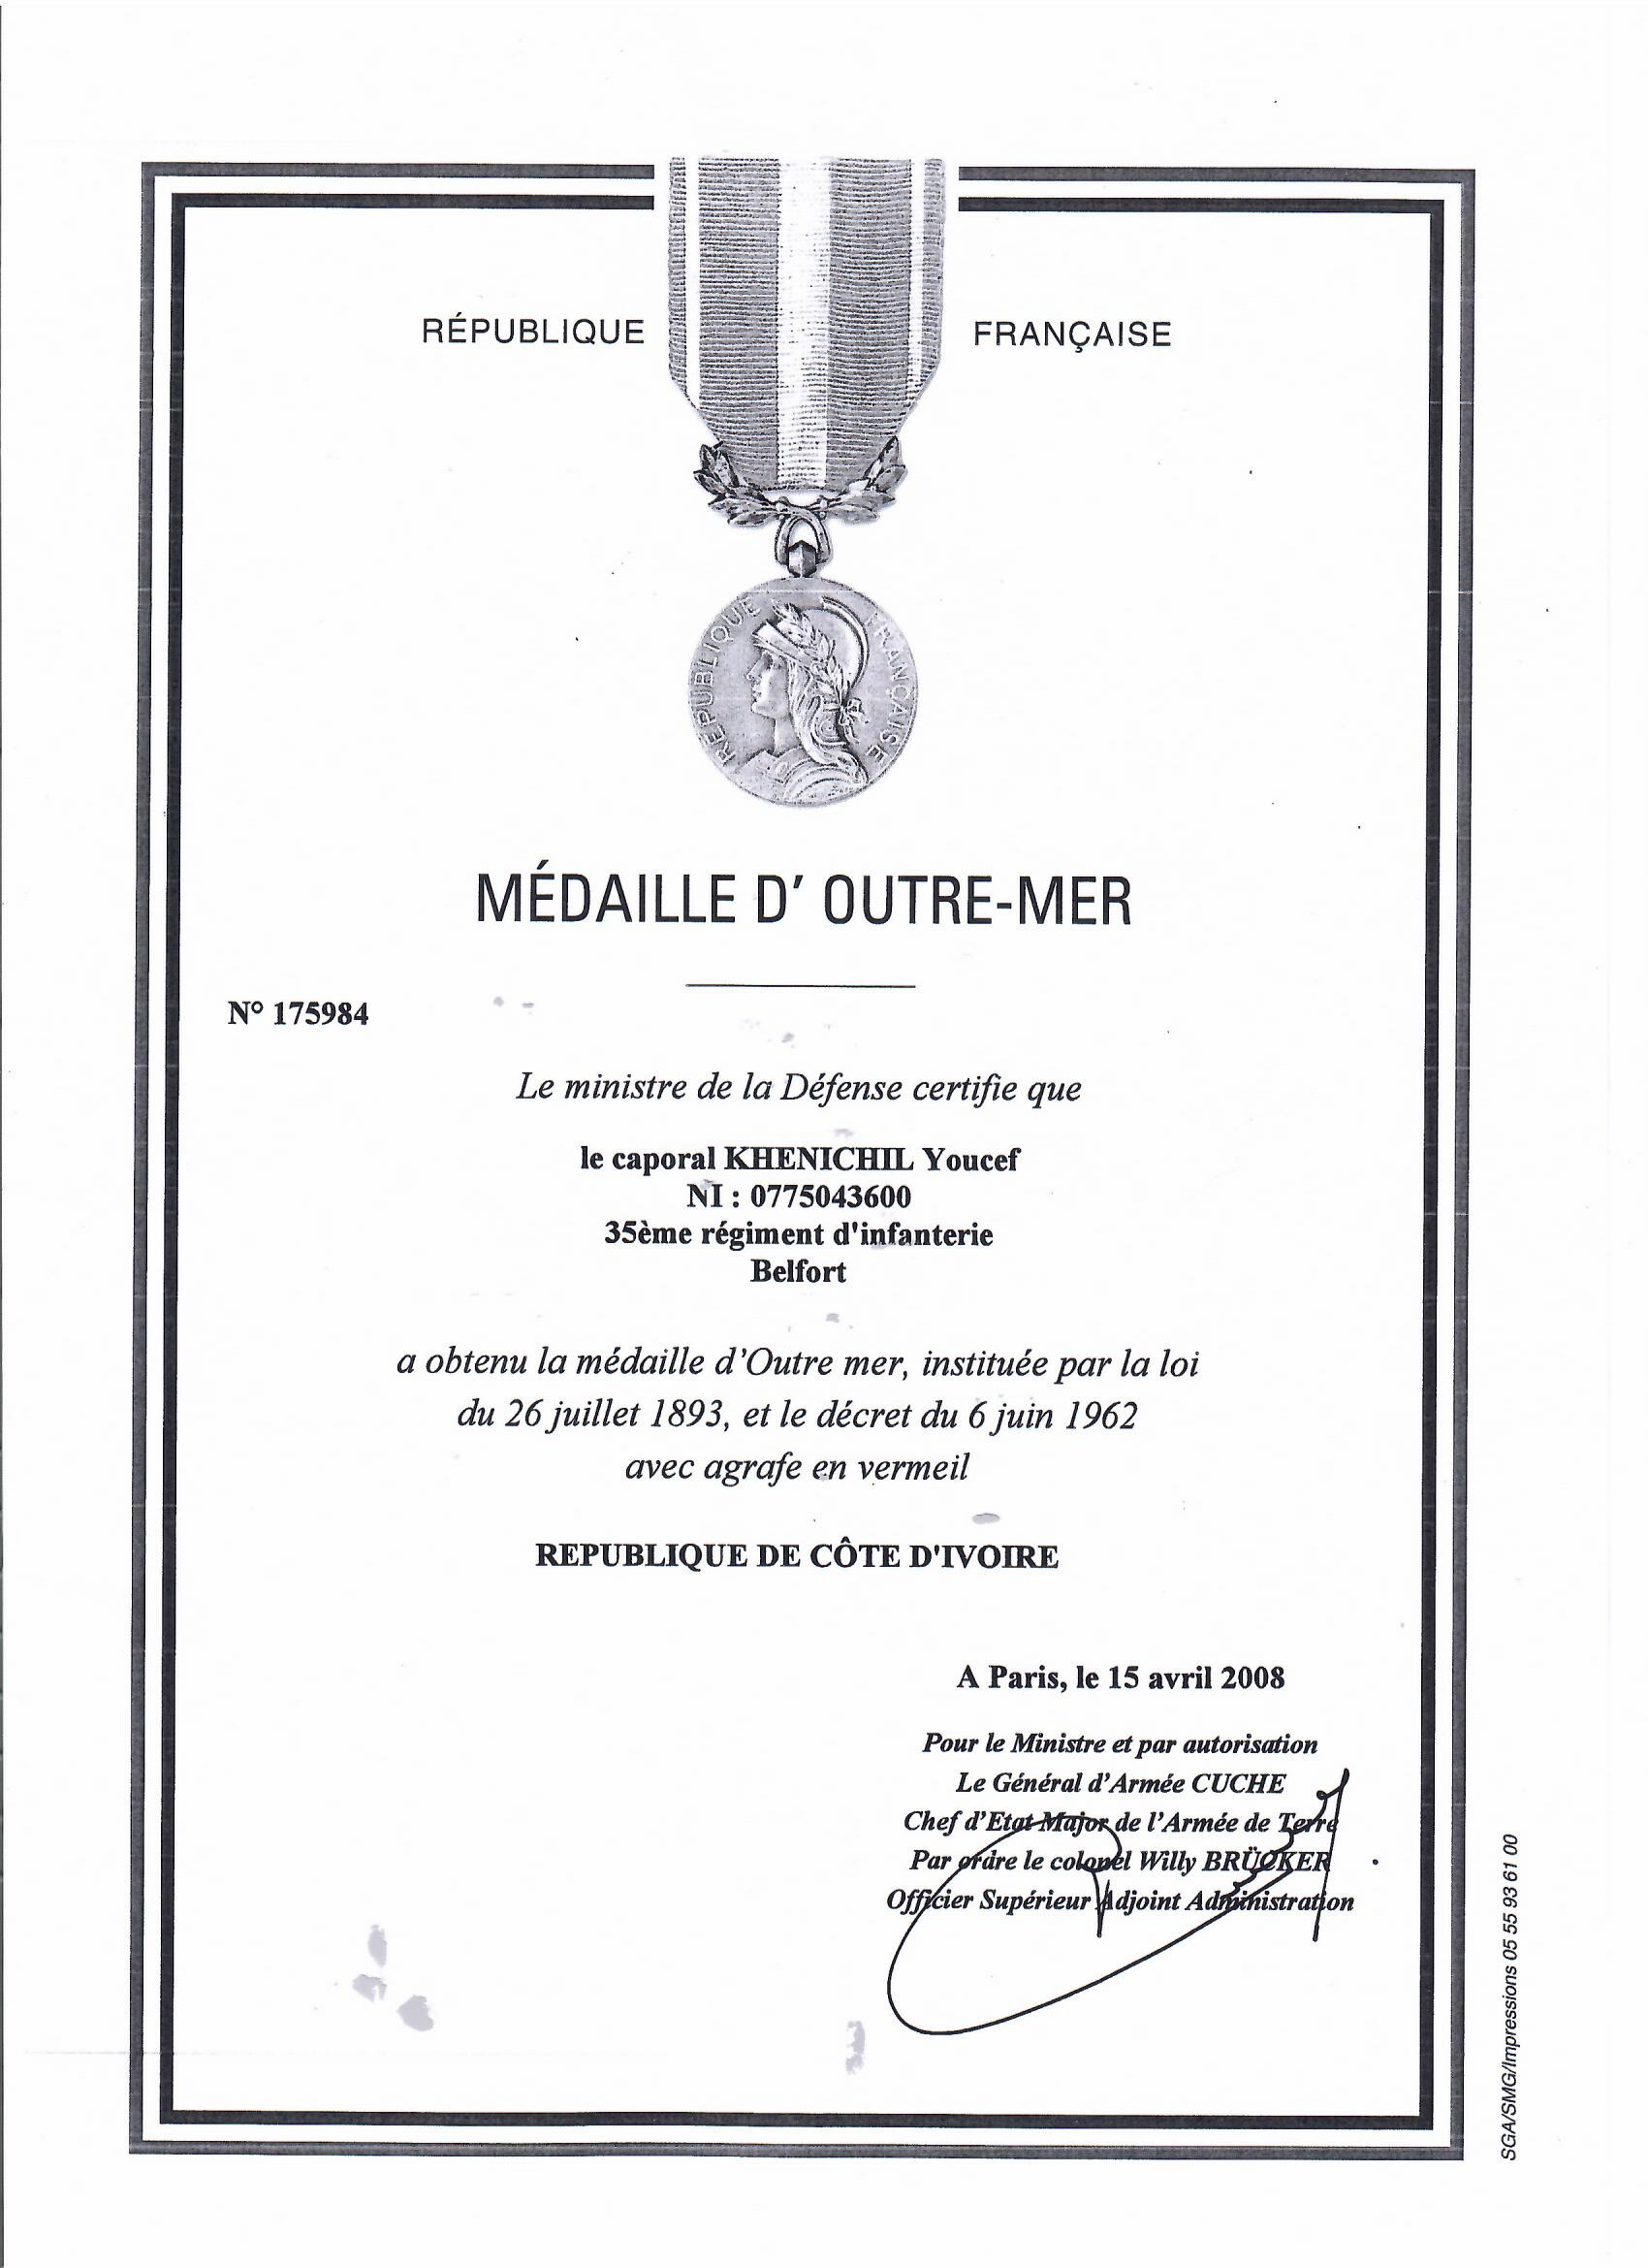 RÉPUBLIQUE FRANÇAISE
RÉPUBLIQUE FRANÇAISE
MÉDAILLE D' OUTRE-MER
N° 175984
Le ministre de la Défense certifie que
le caporal KHENICHIL Youcef
NI : 0775043600
35ème régiment d'infanterie
Belfort
a obtenu la médaille d'Outre mer, instituée par la loi
du 26 juillet 1893, et le décret du 6 juin 1962
avec agrafe en vermeil
REPUBLIQUE DE CÔTE D'IVOIRE
A Paris, le 15 avril 2008
Pour le Ministre et par autorisation
Le Général d'Armée CUCHE
Chef d'Etat Major de l'Armée de Terre
Par ordre le colonel Willy BRÜCKER
Officier Supérieur Adjoint Administration
SGA/SMG/Impressions 05 55 93 61 00